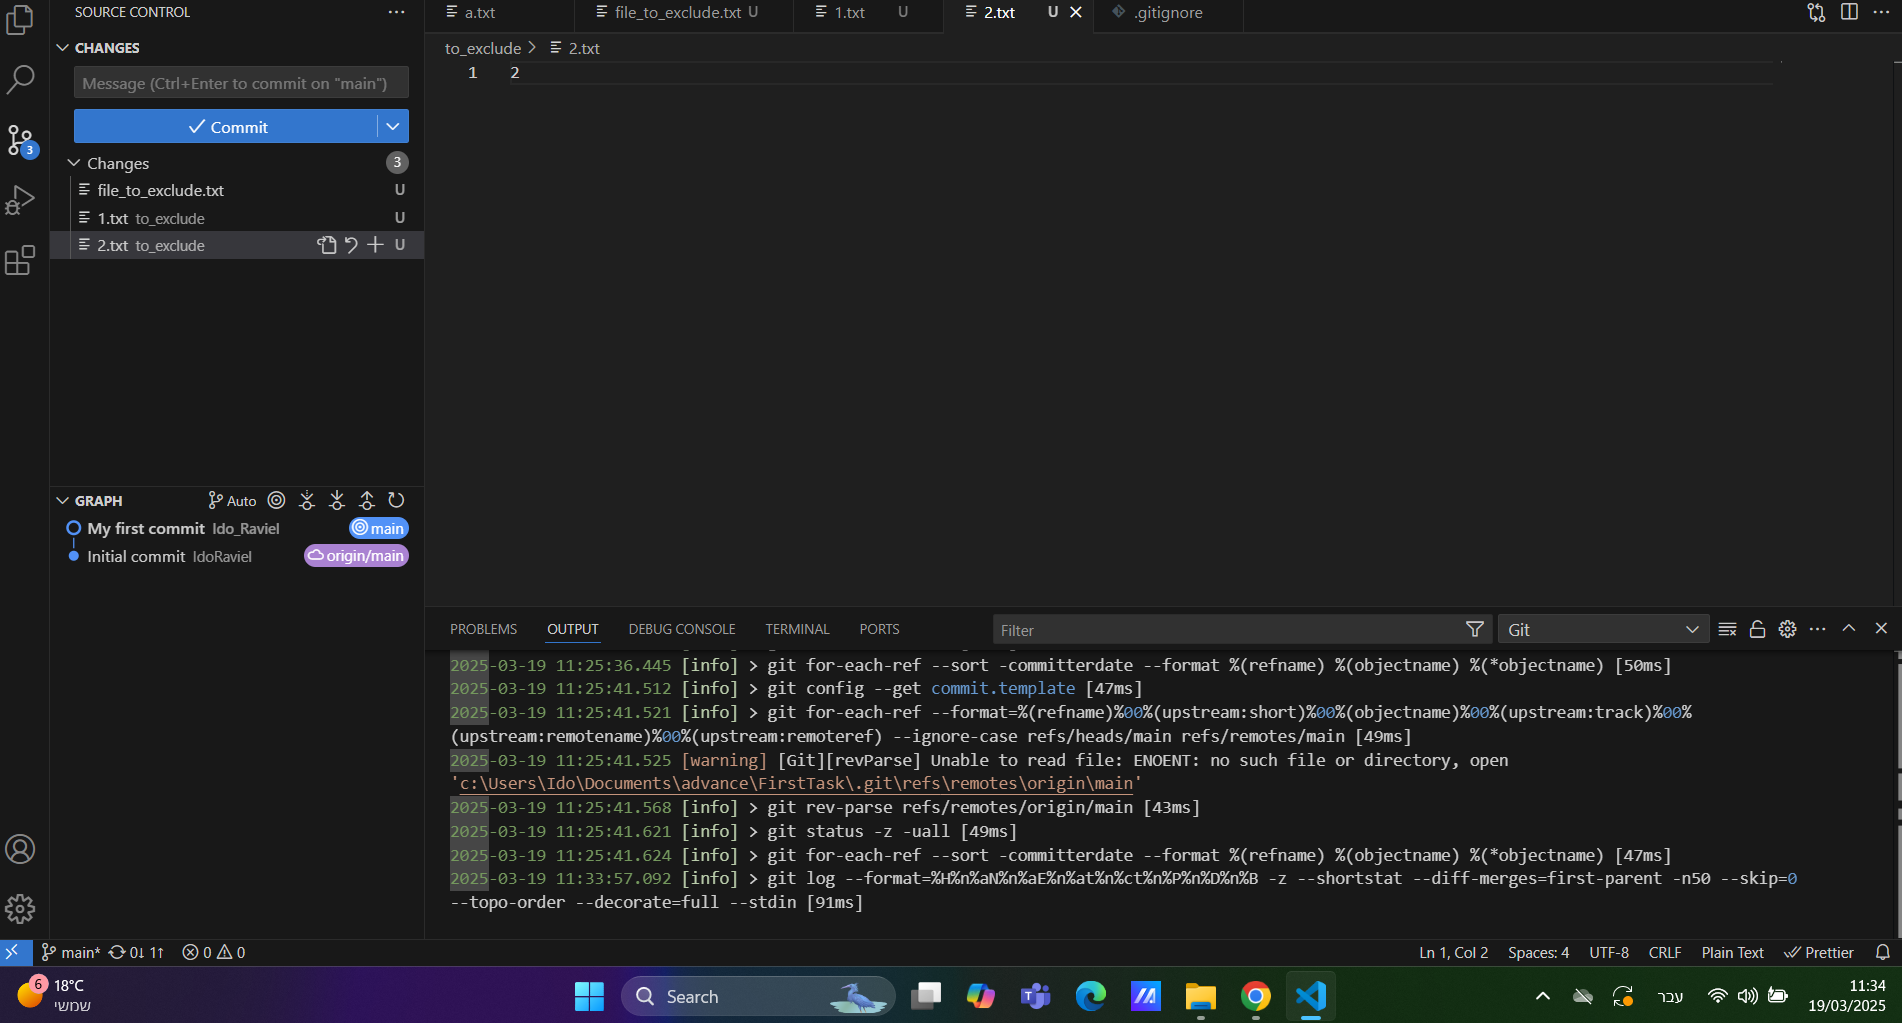 SOURCE CONTROL
a.txt
file_to_exclude.txt U
1.txt U
2.txt U
.gitignore
CHANGES
to_exclude > 2.txt
Message (Ctrl+Enter to commit on "main")
1 2
Commit
Changes 3
3
file_to_exclude.txt U
1.txt to_exclude U
2.txt to_exclude U
GRAPH Auto
My first commit Ido_Raviel main
Initial commit IdoRaviel origin/main
PROBLEMS OUTPUT DEBUG CONSOLE TERMINAL PORTS Filter Git
2025-03-19 11:25:36.445 [info] > git for-each-ref --sort -committerdate --format %(refname) %(objectname) %(*objectname) [50ms]
2025-03-19 11:25:41.512 [info] > git config --get commit.template [47ms]
2025-03-19 11:25:41.521 [info] > git for-each-ref --format=%(refname)%00%(upstream:short)%00%(objectname)%00%(upstream:track)%00%
(upstream:remotename)%00%(upstream:remoteref) --ignore-case refs/heads/main refs/remotes/main [49ms]
2025-03-19 11:25:41.525 [warning] [Git][revParse] Unable to read file: ENOENT: no such file or directory, open
'c:\Users\Ido\Documents\advance\FirstTask\.git\refs\remotes\origin\main'
2025-03-19 11:25:41.568 [info] > git rev-parse refs/remotes/origin/main [43ms]
2025-03-19 11:25:41.621 [info] > git status -z -uall [49ms]
2025-03-19 11:25:41.624 [info] > git for-each-ref --sort -committerdate --format %(refname) %(objectname) %(*objectname) [47ms]
2025-03-19 11:33:57.092 [info] > git log --format=%H%n%aN%n%aE%n%at%n%ct%n%P%n%D%n%B -z --shortstat --diff-merges=first-parent -n50 --skip=0
--topo-order --decorate=full --stdin [91ms]
main* 0↓ 1↑ 0 0
Ln 1, Col 2 Spaces: 4 UTF-8 CRLF Plain Text Prettier
6
18°C
שמשי
Search
עבר
11:34
19/03/2025